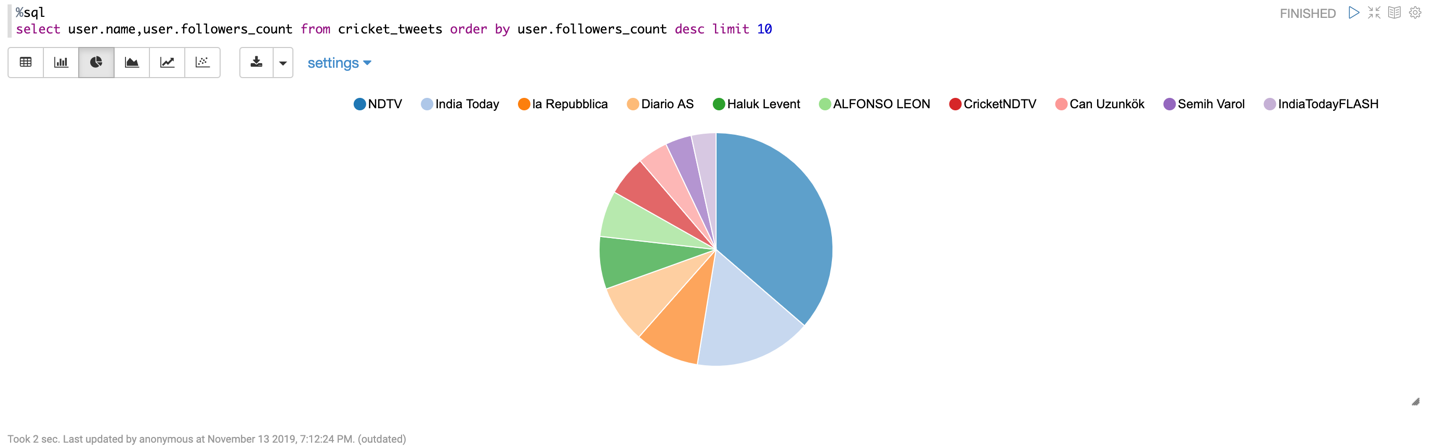 %sql
FINISHED
select user.name,user.followers_count from cricket_tweets order by user.followers_count desc limit 10
settings
NDTV India Today la Repubblica Diario AS Haluk Levent ALFONSO LEON CricketNDTV Can Uzunkök Semih Varol IndiaTodayFLASH
Took 2 sec. Last updated by anonymous at November 13 2019, 7:12:24 PM. (outdated)